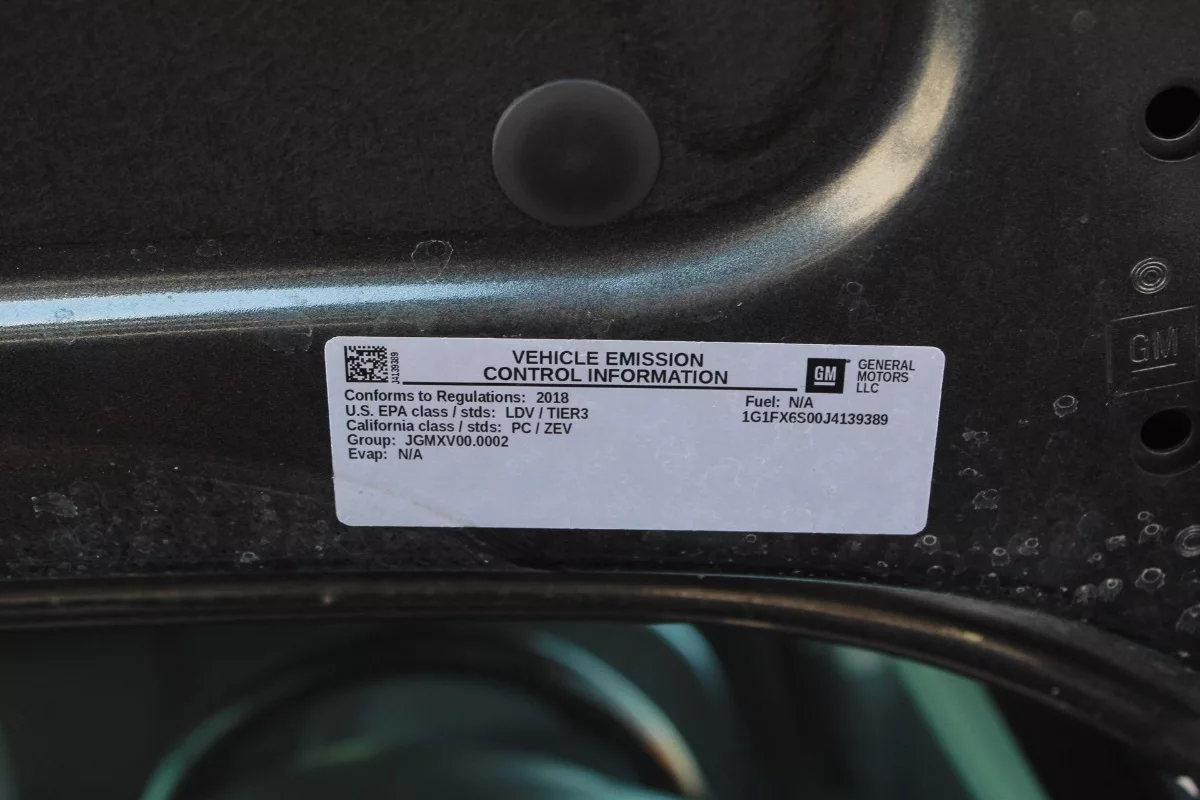 J4139389
VEHICLE EMISSION
CONTROL INFORMATION
GM
GENERAL
MOTORS
LLC
Conforms to Regulations: 2018
U.S. EPA class / stds: LDV / TIER3
California class / stds: PC / ZEV
Group: JGMXV00.0002
Evap: N/A
Fuel: N/A
1G1FX6S00J4139389
GM